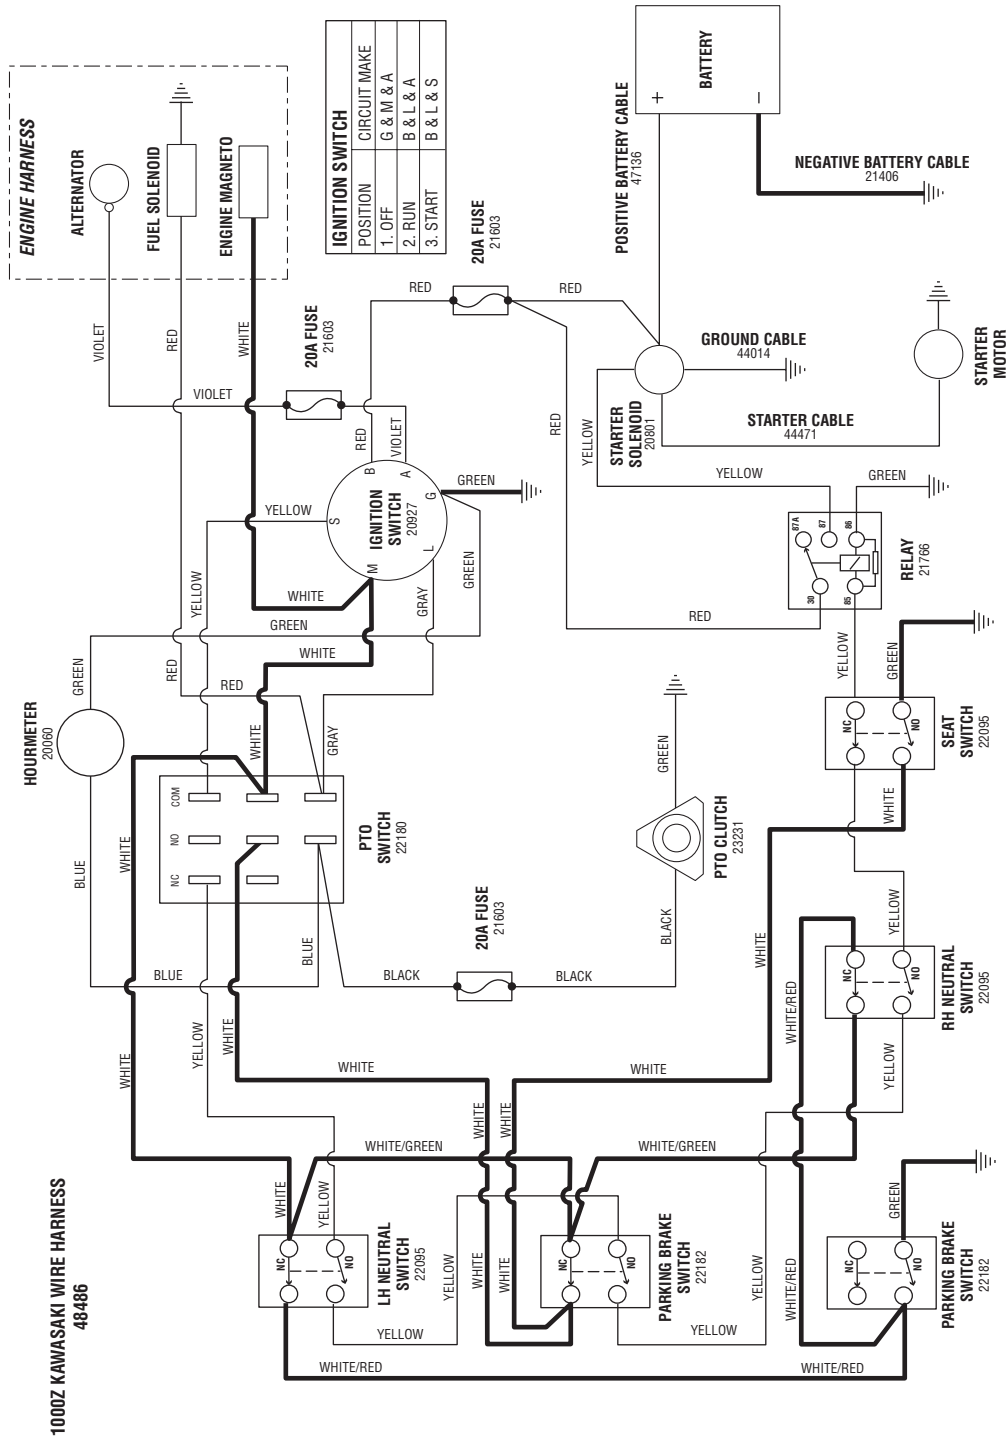 1000Z KAWASAKI WIRE HARNESS
48486
ENGINE HARNESS
ALTERNATOR
FUEL SOLENOID
ENGINE MAGNETO
VIOLET
RED
WHITE
IGNITION SWITCH
POSITION CIRCUIT MAKE
1. OFF G & M & A
2. RUN B & L & A
3. START B & L & S
BATTERY
+
–
POSITIVE BATTERY CABLE
47136
NEGATIVE BATTERY CABLE
21406
20A FUSE
21603
VIOLET
20A FUSE
21603
RED
RED
GROUND CABLE
44014
STARTER
MOTOR
STARTER
SOLENOID
20801
STARTER CABLE
44471
RED
VIOLET
RED
YELLOW
YELLOW
GREEN
IGNITION
SWITCH
20927
B
A
G
L
M
S
GREEN
YELLOW
WHITE
GRAY
GREEN
YELLOW
RELAY
21766
87A
87
86
30
85
RED
HOURMETER
20060
GREEN
GREEN
WHITE
RED
RED
WHITE
GRAY
YELLOW
GREEN
SEAT
SWITCH
22095
NC
NO
PTO
SWITCH
22180
COM
NO
NC
GREEN
PTO CLUTCH
23231
BLACK
WHITE
WHITE
BLUE
BLUE
BLUE
BLACK
20A FUSE
21603
BLACK
WHITE
YELLOW
RH NEUTRAL
SWITCH
22095
NC
NO
WHITE/RED
WHITE
YELLOW
WHITE
WHITE
WHITE
YELLOW
WHITE
WHITE
WHITE/GREEN
WHITE/GREEN
WHITE
YELLOW
LH NEUTRAL
SWITCH
22095
NC
NO
YELLOW
WHITE
WHITE
PARKING BRAKE
SWITCH
22182
NC
NO
YELLOW
WHITE/RED
GREEN
PARKING BRAKE
SWITCH
22182
NC
NO
YELLOW
YELLOW
WHITE/RED
WHITE/RED